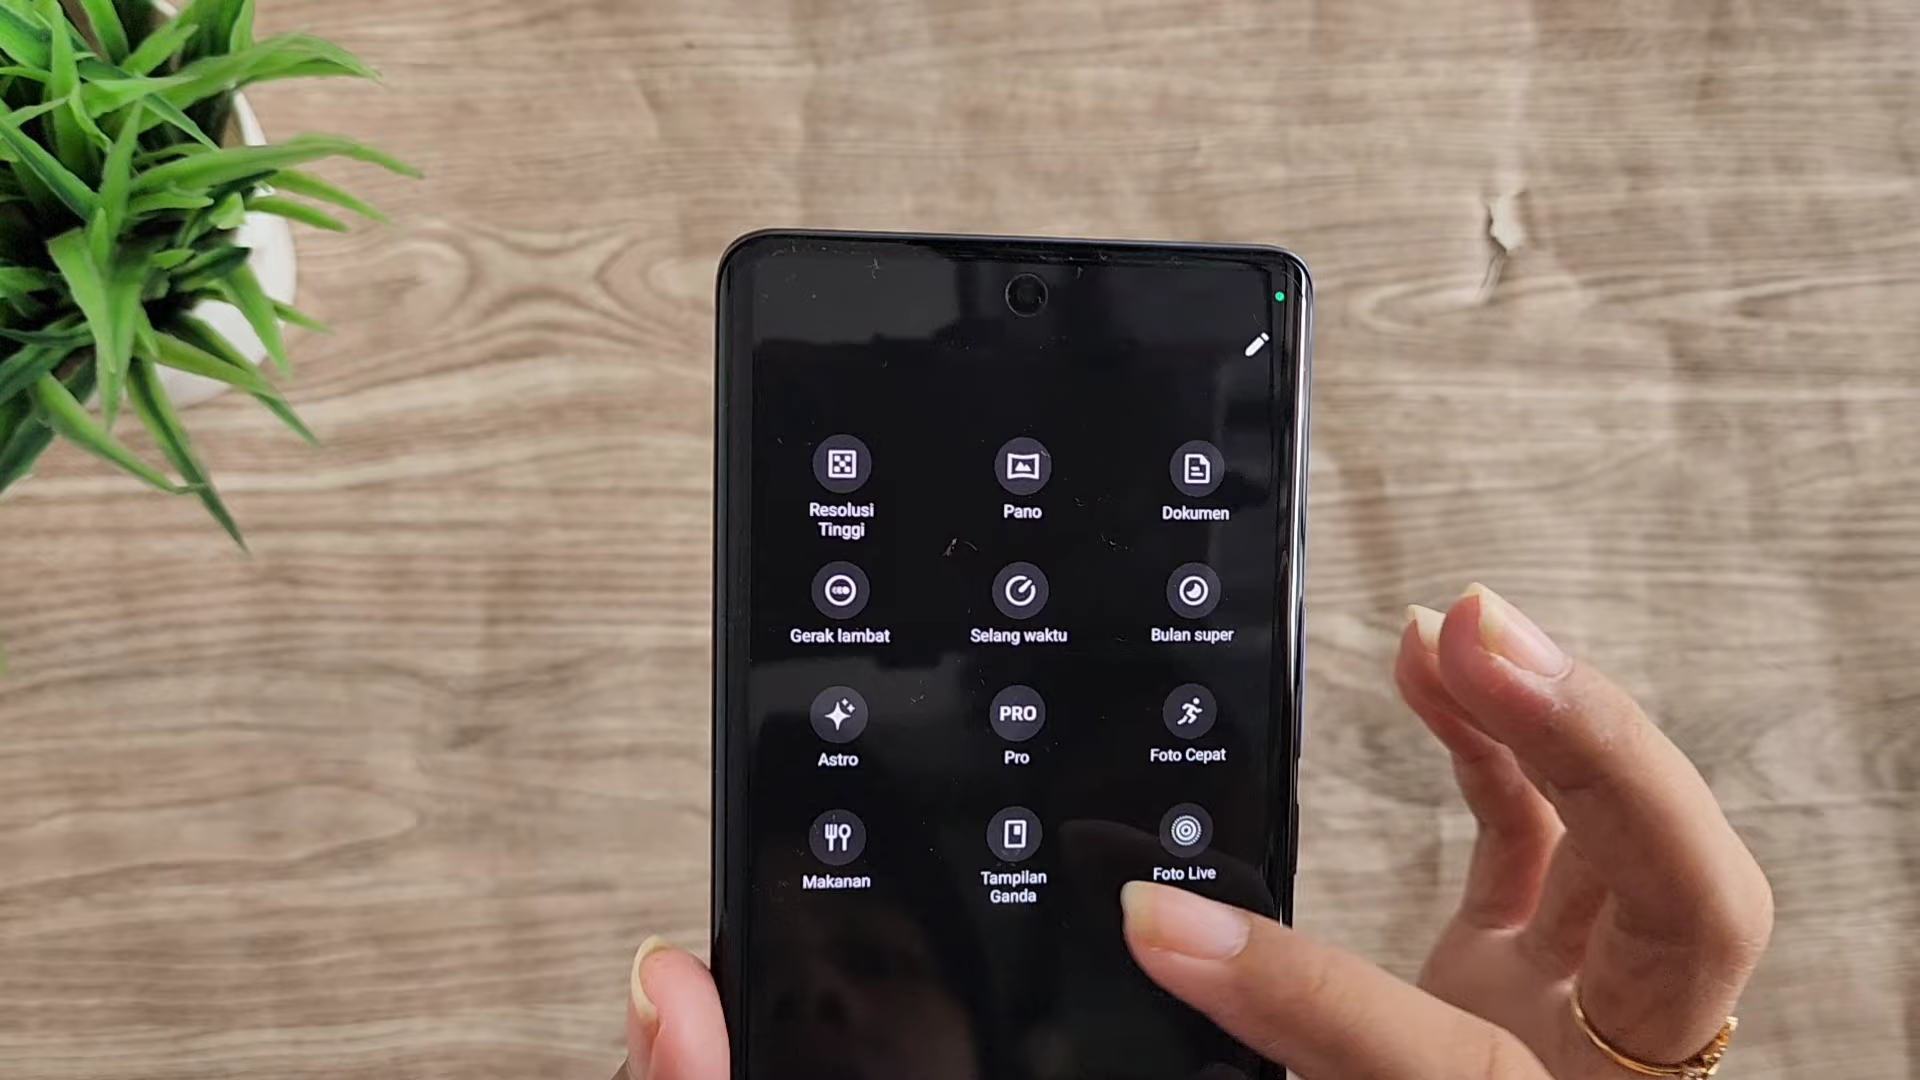 Resolusi
Tinggi
Pano
Dokumen
Gerak lambat
Selang waktu
Bulan super
Astro
PRO
Pro
Foto Cepat
Makanan
Tampilan
Ganda
Foto Live